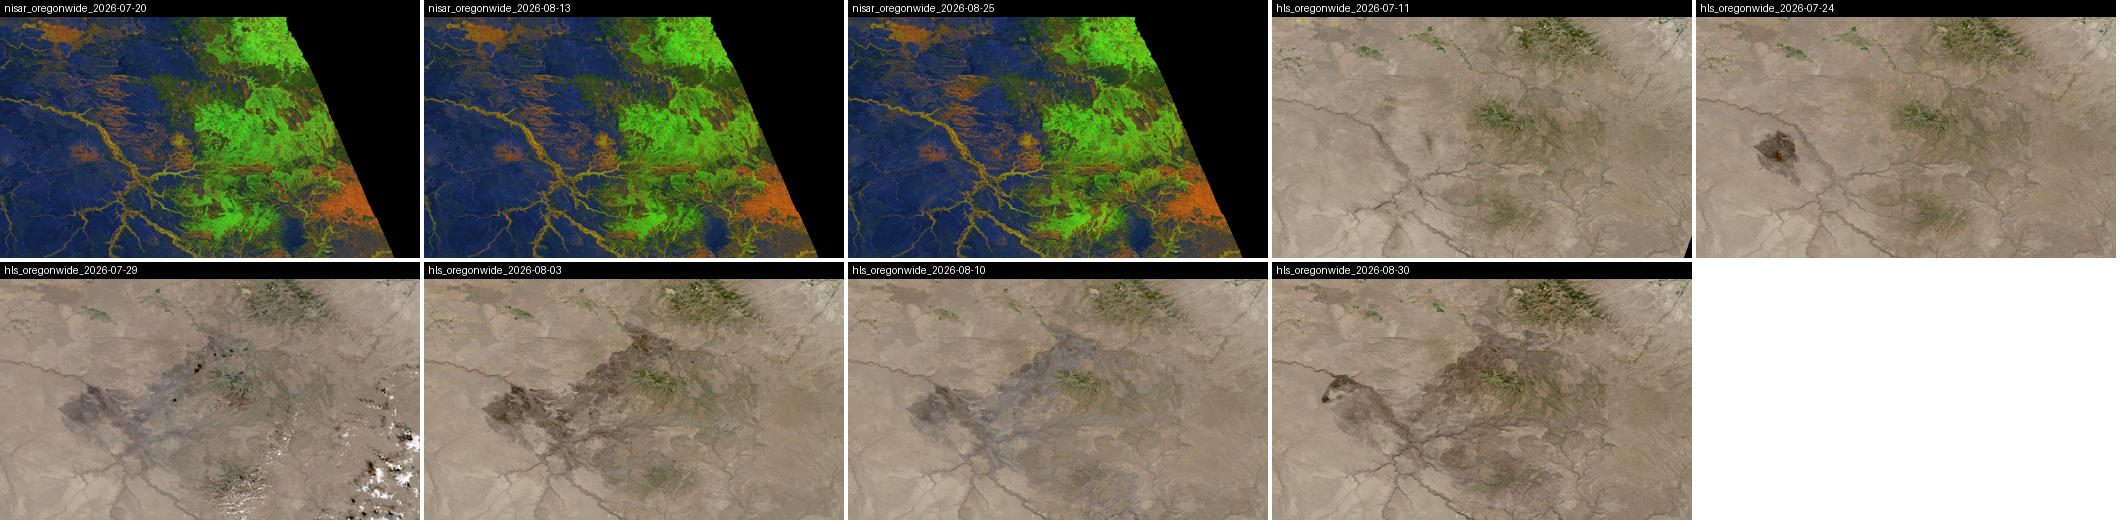 nisar_oregonwide_2026-07-20
nisar_oregonwide_2026-08-13
nisar_oregonwide_2026-08-25
hls_oregonwide_2026-07-11
hls_oregonwide_2026-07-24
hls_oregonwide_2026-07-29
hls_oregonwide_2026-08-03
hls_oregonwide_2026-08-10
hls_oregonwide_2026-08-30